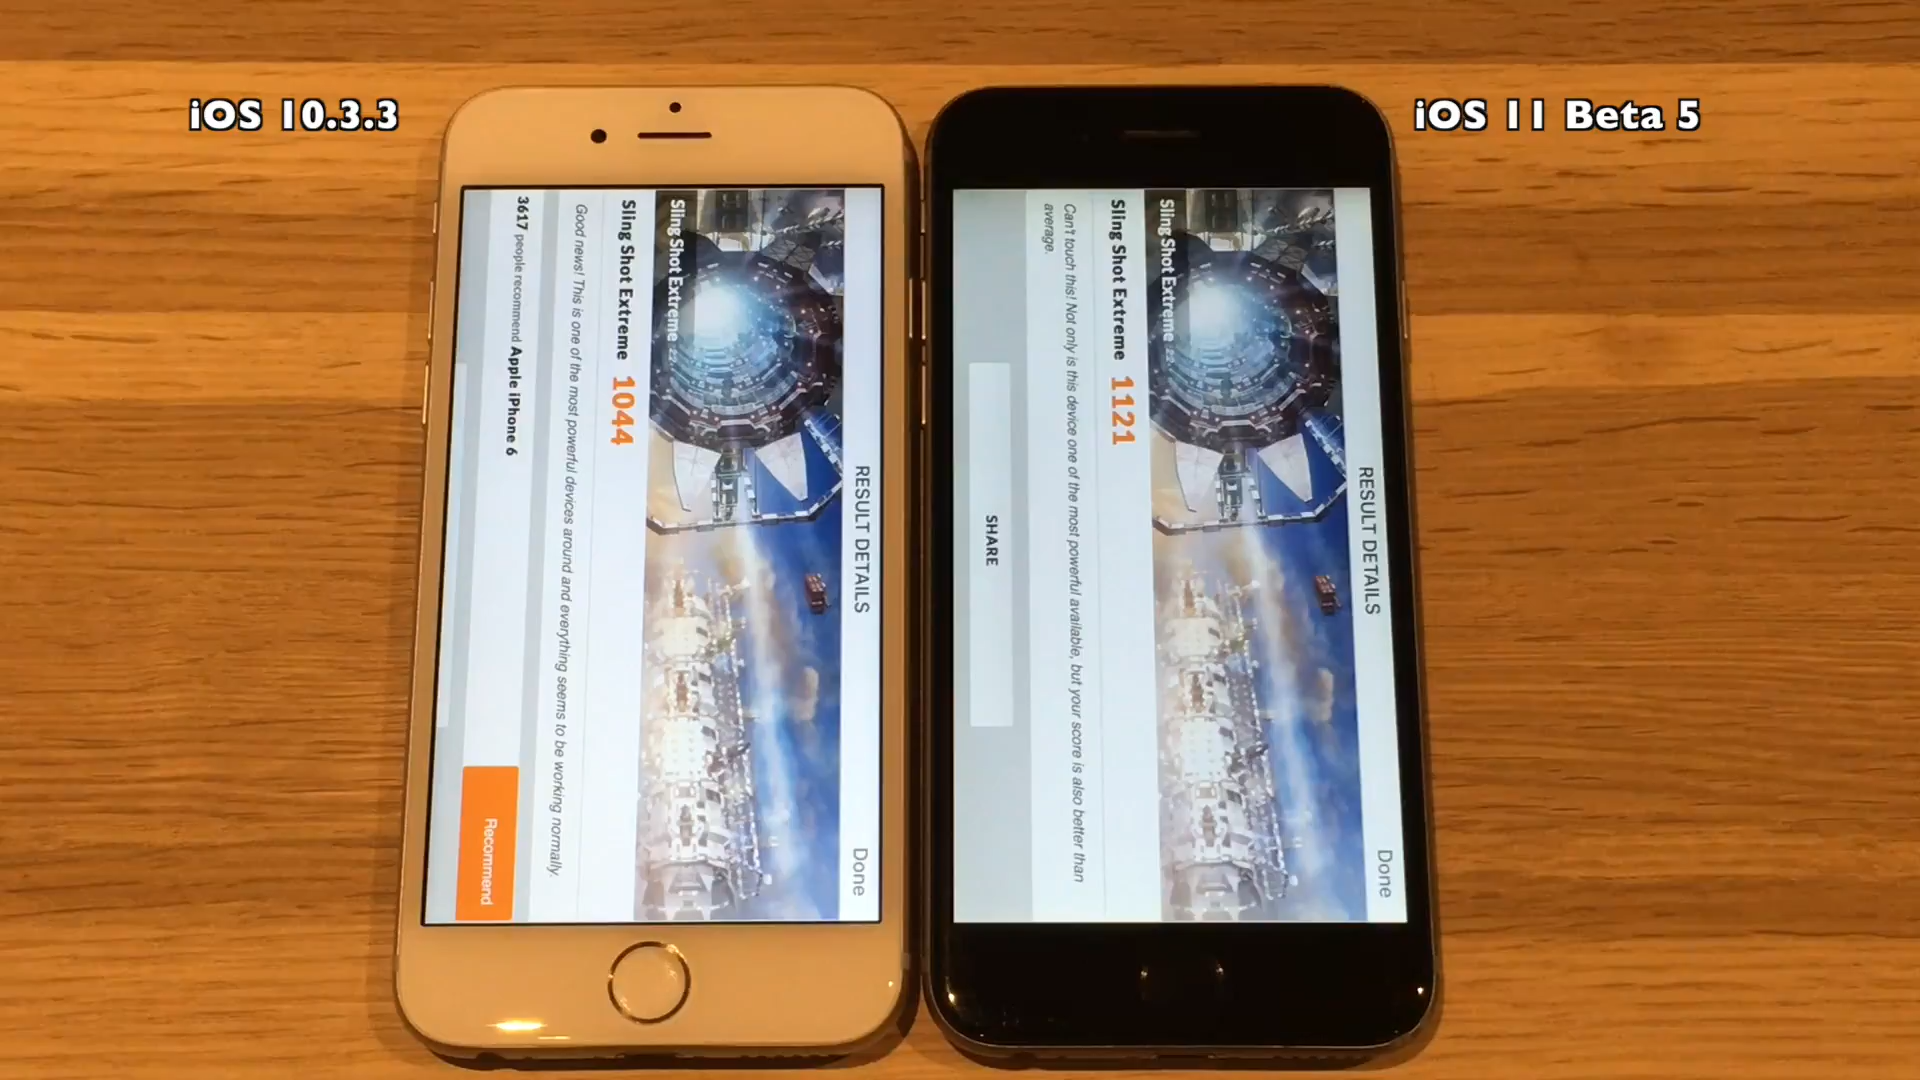 iOS 10.3.3
iOS 11 Beta 5
RESULT DETAILS
Done
Sling Shot Extreme
Sling Shot Extreme 1044
Good news! This is one of the most powerful devices around and everything seems to be working normally.
3617 people recommend Apple iPhone 6
Recommend
RESULT DETAILS
Done
Sling Shot Extreme
Sling Shot Extreme 1121
Can't touch this! Not only is this device one of the most powerful available, but your score is also better than
average.
SHARE